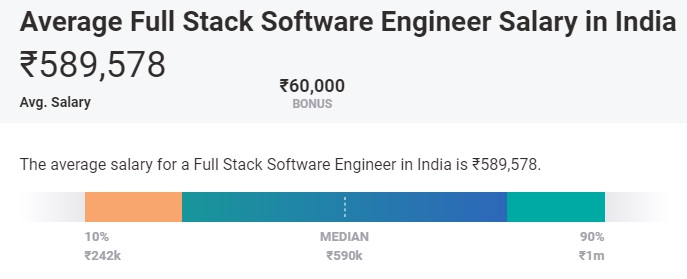 Average Full Stack Software Engineer Salary in India
₹589,578
₹60,000
Avg. Salary
BONUS
The average salary for a Full Stack Software Engineer in India is ₹589,578.
10% MEDIAN 90%
₹242k ₹590k ₹1m